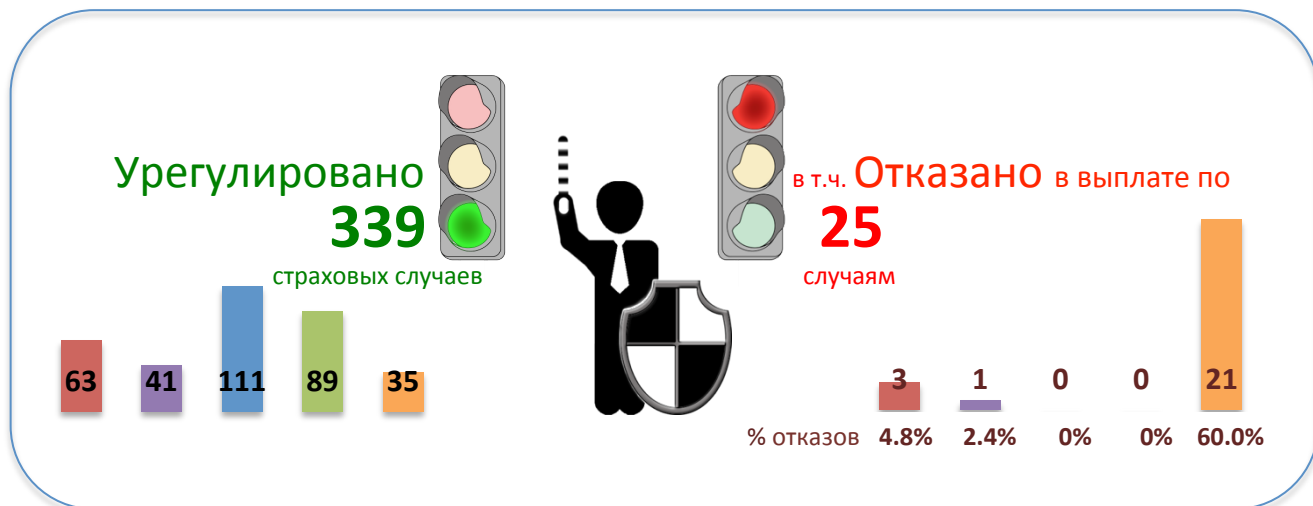 Урегулировано
339
страховых случаев
63 41 111 89 35
в т.ч. Отказано в выплате по
25
случаям
3 1 0 0 21
% отказов 4.8% 2.4% 0% 0% 60.0%